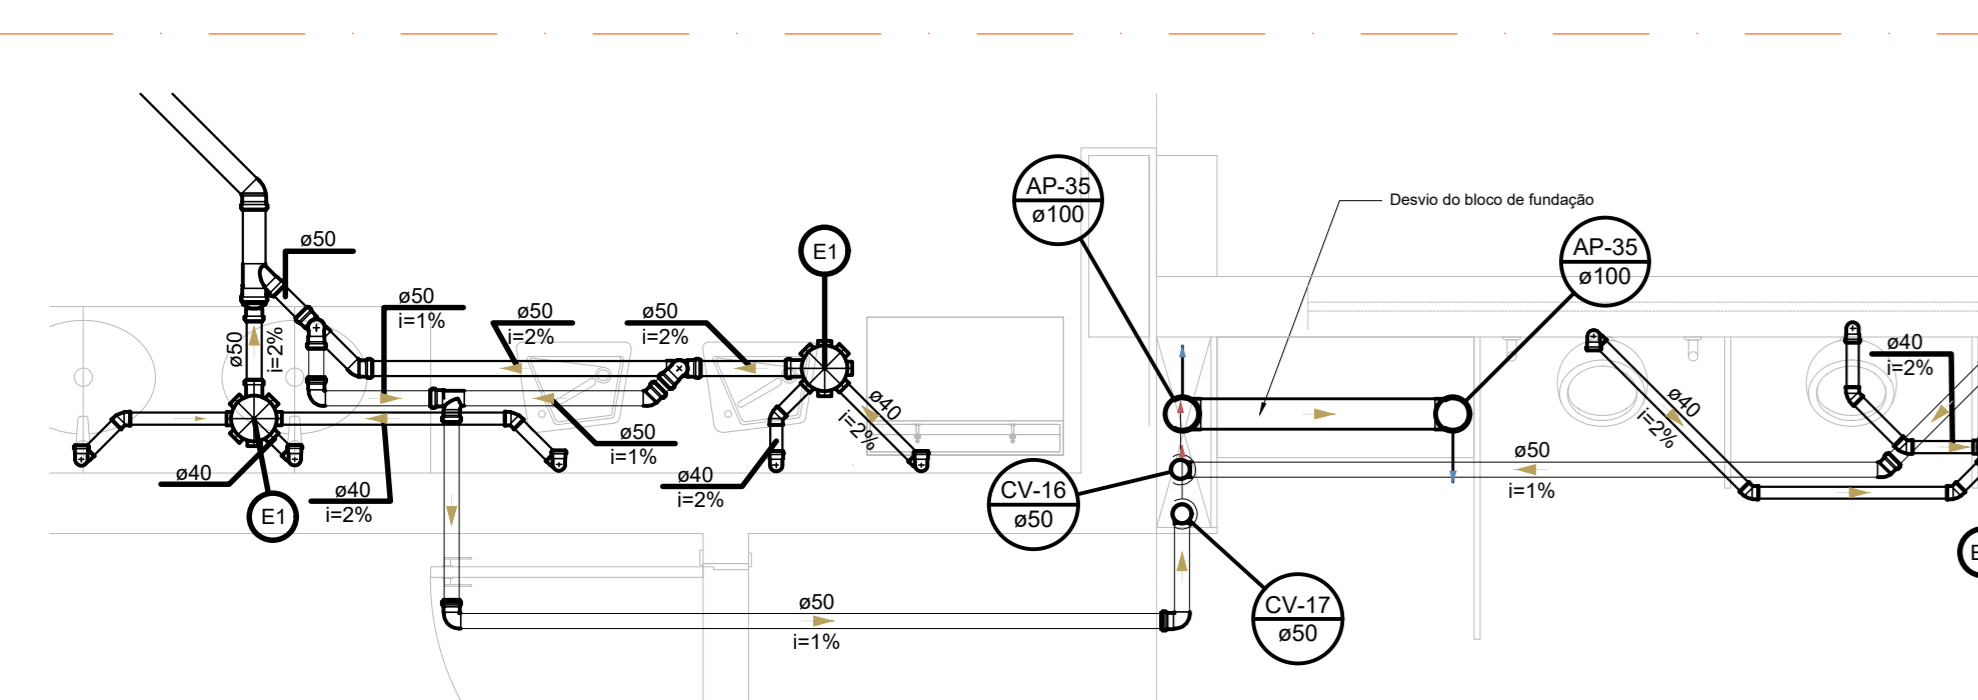 AP-35
ø100
Desvio do bloco de fundação
AP-35
ø100
ø50
E1
ø50
i=1%
ø50
i=2%
ø50
i=2%
ø50
i=2%
ø40
i=2%
ø40
i=2%
ø40
i=2%
ø50
i=1%
ø40
ø40
i=2%
ø40
i=2%
E1
CV-16
ø50
ø50
i=1%
ø50
i=1%
CV-17
ø50